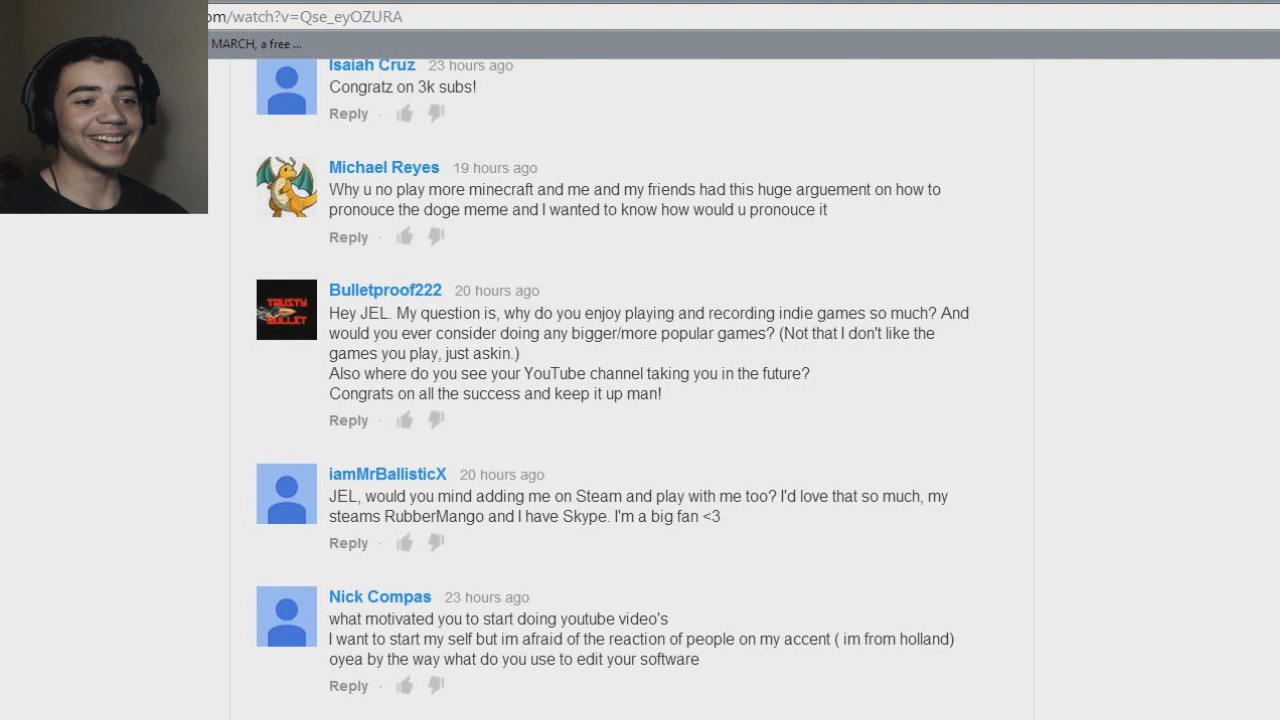 om/watch?v=Qse_eyOZURA
MARCH, a free ...
Isaiah Cruz 23 hours ago
Congratz on 3k subs!
Reply ·
Michael Reyes 19 hours ago
Why u no play more minecraft and me and my friends had this huge arguement on how to
pronouce the doge meme and I wanted to know how would u pronouce it
Reply ·
TRUSTY
BULLET
Bulletproof222 20 hours ago
Hey JEL. My question is, why do you enjoy playing and recording indie games so much? And
would you ever consider doing any bigger/more popular games? (Not that I don't like the
games you play, just askin.)
Also where do you see your YouTube channel taking you in the future?
Congrats on all the success and keep it up man!
Reply ·
iamMrBallisticX 20 hours ago
JEL, would you mind adding me on Steam and play with me too? I'd love that so much, my
steams RubberMango and I have Skype. I'm a big fan <3
Reply ·
Nick Compas 23 hours ago
what motivated you to start doing youtube video's
I want to start my self but im afraid of the reaction of people on my accent ( im from holland)
oyea by the way what do you use to edit your software
Reply ·